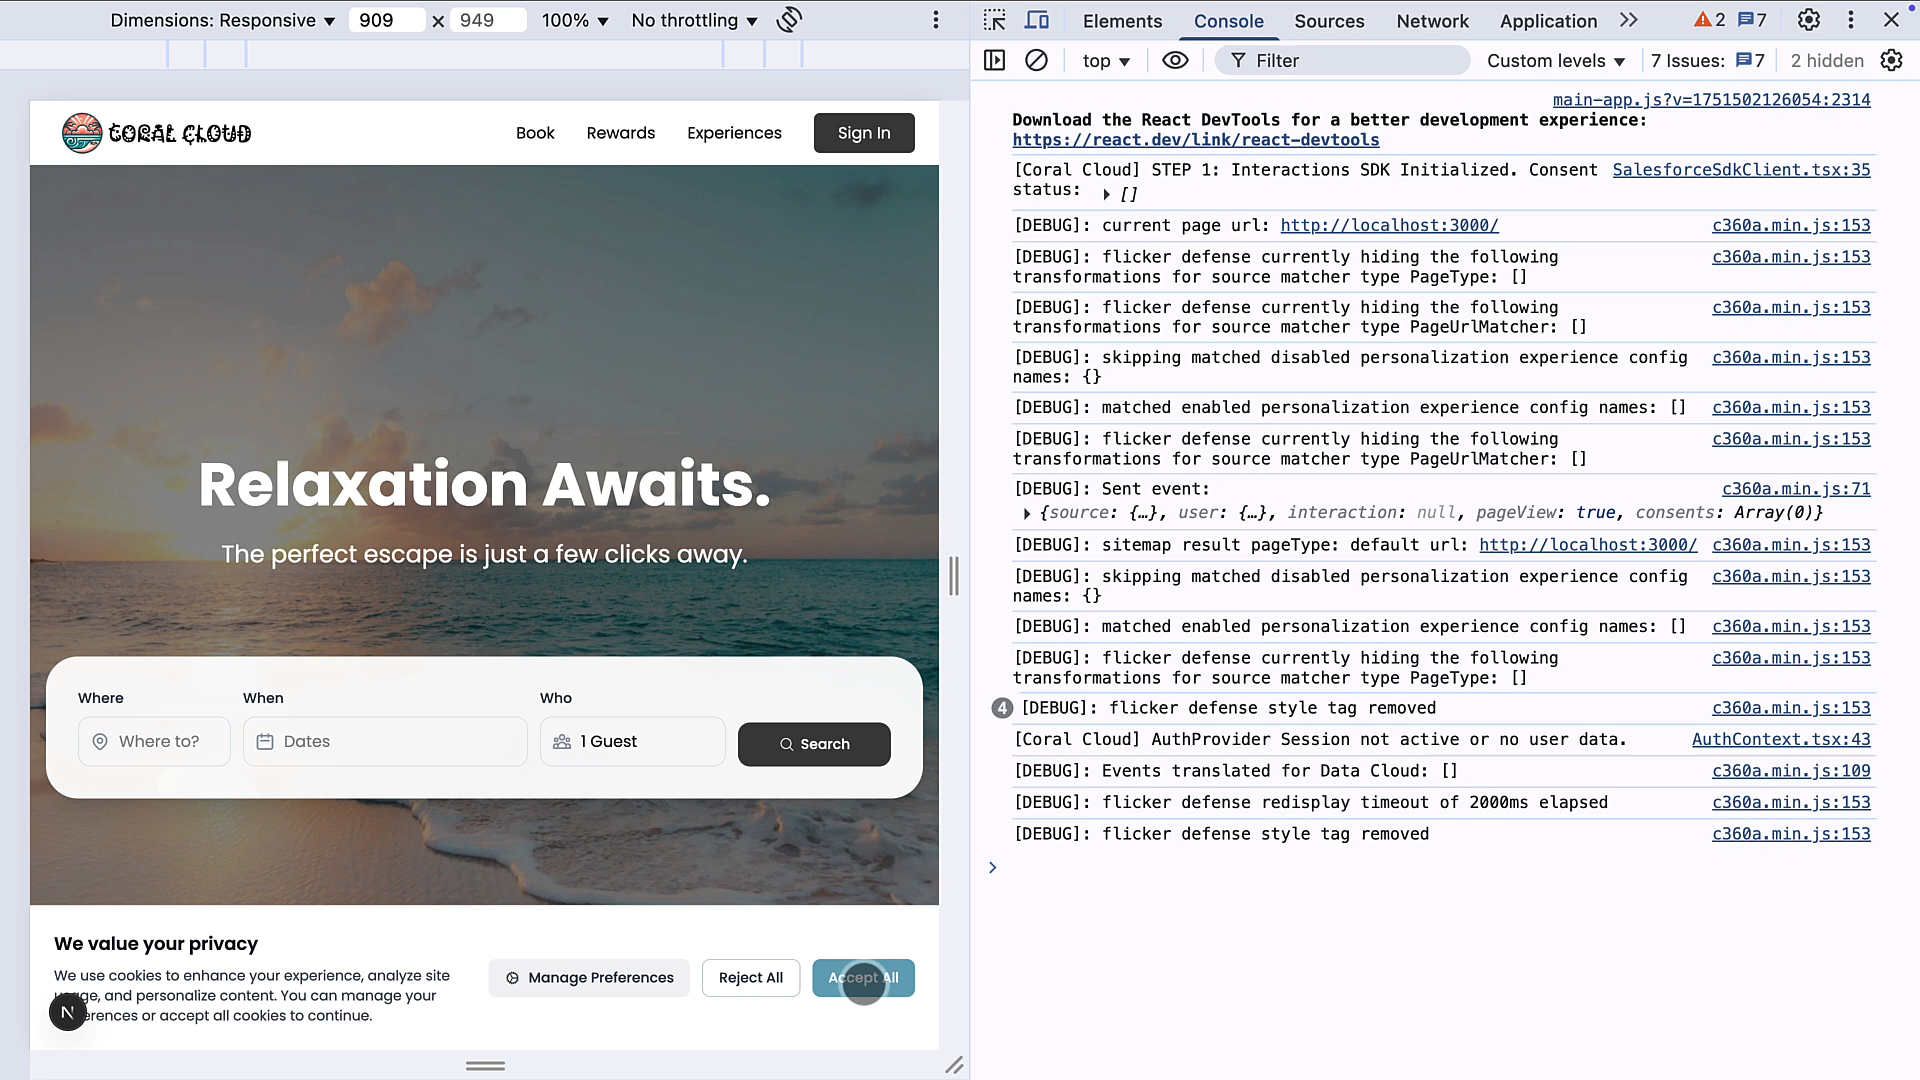 Dimensions: Responsive ▼ 909 × 949 100% ▼ No throttling ▼
Elements Console Sources Network Application 2 7
top ▼ Filter Custom levels ▼ 7 Issues: 7 2 hidden
CORAL CLOUD
Book Rewards Experiences Sign In
Relaxation Awaits.
The perfect escape is just a few clicks away.
Where When Who
Where to? Dates 1 Guest Search
We value your privacy
We use cookies to enhance your experience, analyze site
ge, and personalize content. You can manage your
erences or accept all cookies to continue.
N
Manage Preferences Reject All Accept All
main-app.js?v=1751502126054:2314
Download the React DevTools for a better development experience:
https://react.dev/link/react-devtools
[Coral Cloud] STEP 1: Interactions SDK Initialized. Consent SalesforceSdkClient.tsx:35
status: ▸ []
[DEBUG]: current page url: http://localhost:3000/ c360a.min.js:153
[DEBUG]: flicker defense currently hiding the following c360a.min.js:153
transformations for source matcher type PageType: []
[DEBUG]: flicker defense currently hiding the following c360a.min.js:153
transformations for source matcher type PageUrlMatcher: []
[DEBUG]: skipping matched disabled personalization experience config c360a.min.js:153
names: {}
[DEBUG]: matched enabled personalization experience config names: [] c360a.min.js:153
[DEBUG]: flicker defense currently hiding the following c360a.min.js:153
transformations for source matcher type PageUrlMatcher: []
[DEBUG]: Sent event: c360a.min.js:71
▸ {source: {…}, user: {…}, interaction: null, pageView: true, consents: Array(0)}
[DEBUG]: sitemap result pageType: default url: http://localhost:3000/ c360a.min.js:153
[DEBUG]: skipping matched disabled personalization experience config c360a.min.js:153
names: {}
[DEBUG]: matched enabled personalization experience config names: [] c360a.min.js:153
[DEBUG]: flicker defense currently hiding the following c360a.min.js:153
transformations for source matcher type PageType: []
4 [DEBUG]: flicker defense style tag removed c360a.min.js:153
[Coral Cloud] AuthProvider Session not active or no user data. AuthContext.tsx:43
[DEBUG]: Events translated for Data Cloud: [] c360a.min.js:109
[DEBUG]: flicker defense redisplay timeout of 2000ms elapsed c360a.min.js:153
[DEBUG]: flicker defense style tag removed c360a.min.js:153